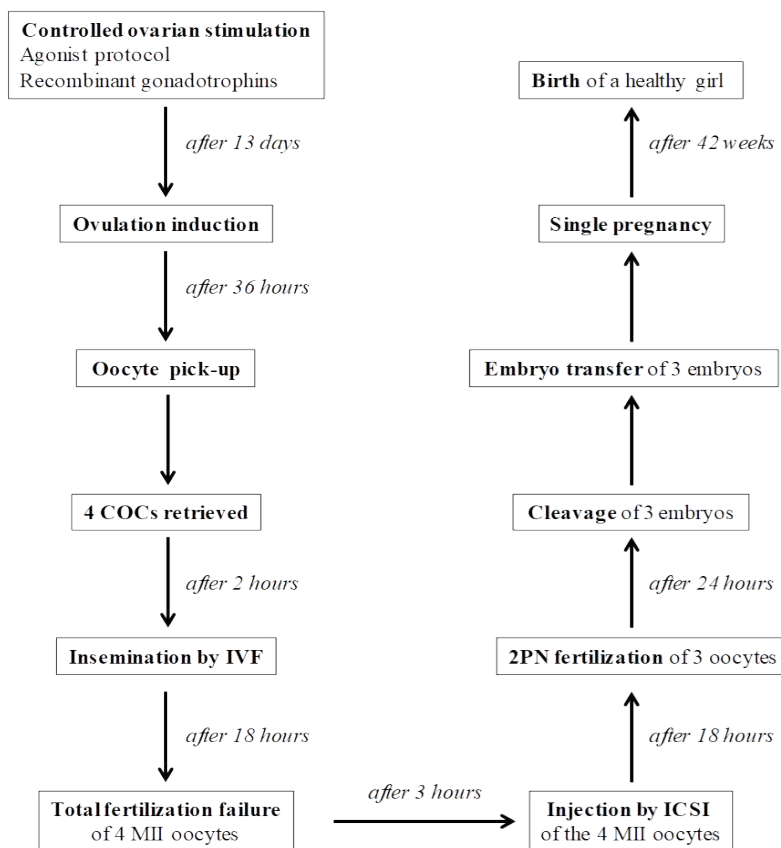 Controlled ovarian stimulation
Agonist protocol
Recombinant gonadotrophins
after 13 days
Ovulation induction
after 36 hours
Oocyte pick-up
4 COCs retrieved
after 2 hours
Insemination by IVF
after 18 hours
Total fertilization failure
of 4 MII oocytes
after 3 hours
Injection by ICSI
of the 4 MII oocytes
after 18 hours
2PN fertilization of 3 oocytes
after 24 hours
Cleavage of 3 embryos
Embryo transfer of 3 embryos
Single pregnancy
after 42 weeks
Birth of a healthy girl